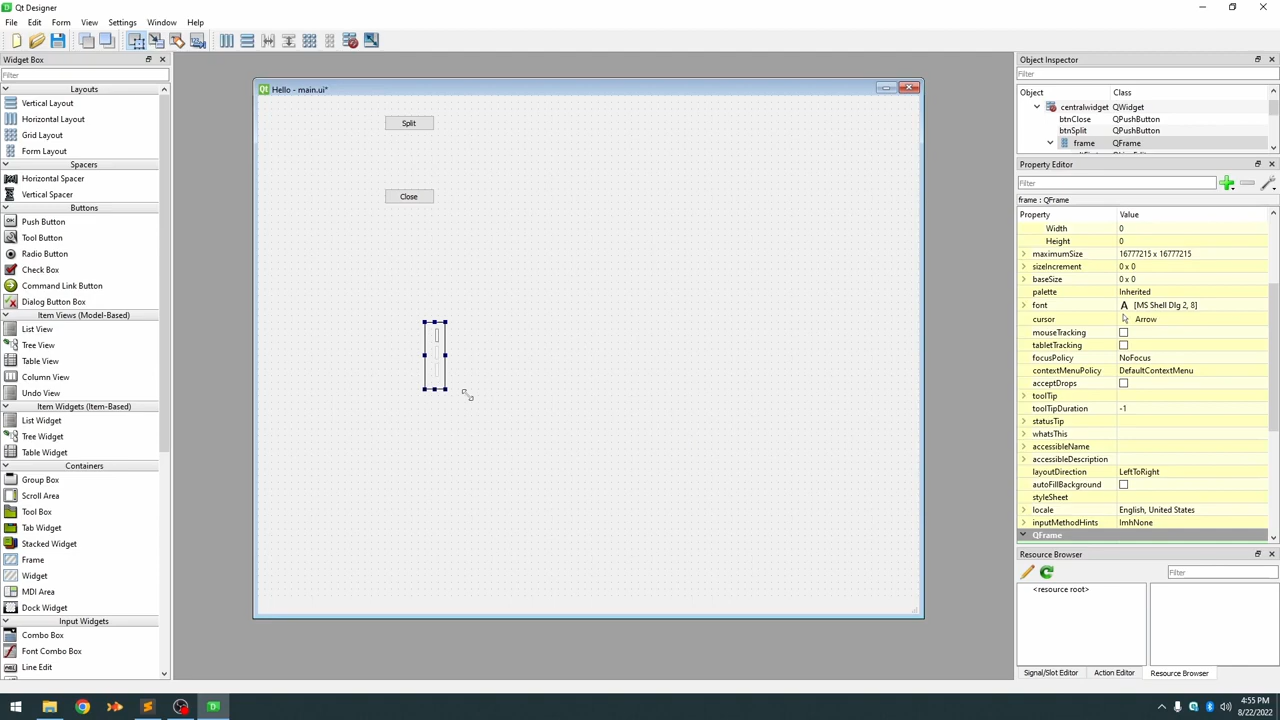 Qt Designer
File Edit Form View Settings Window Help
Widget Box
Filter
Layouts
Vertical Layout
Horizontal Layout
Grid Layout
Form Layout
Spacers
Horizontal Spacer
Vertical Spacer
Buttons
Push Button
Tool Button
Radio Button
Check Box
Command Link Button
Dialog Button Box
Item Views (Model-Based)
List View
Tree View
Table View
Column View
Undo View
Item Widgets (Item-Based)
List Widget
Tree Widget
Table Widget
Containers
Group Box
Scroll Area
Tool Box
Tab Widget
Stacked Widget
Frame
Widget
MDI Area
Dock Widget
Input Widgets
Combo Box
Font Combo Box
Line Edit
Hello - main.ui*
Split
Close
Object Inspector
Filter
Object Class
centralwidget QWidget
btnClose QPushButton
btnSplit QPushButton
frame QFrame
Property Editor
Filter
frame : QFrame
Property Value
Width 0
Height 0
maximumSize 16777215 x 16777215
sizeIncrement 0 x 0
baseSize 0 x 0
palette Inherited
font A [MS Shell Dlg 2, 8]
cursor Arrow
mouseTracking
tabletTracking
focusPolicy NoFocus
contextMenuPolicy DefaultContextMenu
acceptDrops
toolTip
toolTipDuration -1
statusTip
whatsThis
accessibleName
accessibleDescription
layoutDirection LeftToRight
autoFillBackground
styleSheet
locale English, United States
inputMethodHints ImhNone
QFrame
Resource Browser
Filter
<resource root>
Signal/Slot Editor Action Editor Resource Browser
4:55 PM
8/22/2022